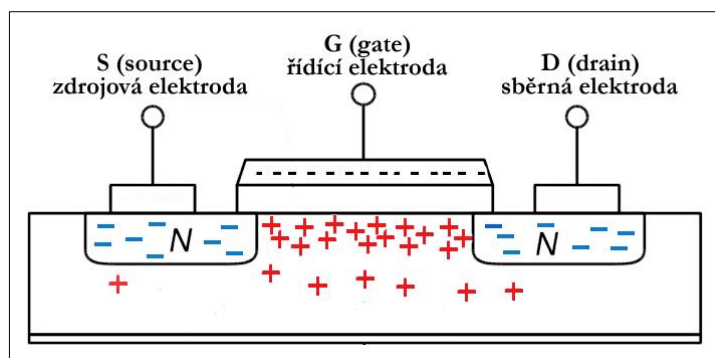 S (source)
zdrojová elektroda
G (gate)
řídící elektroda
D (drain)
sběrná elektroda
N
N